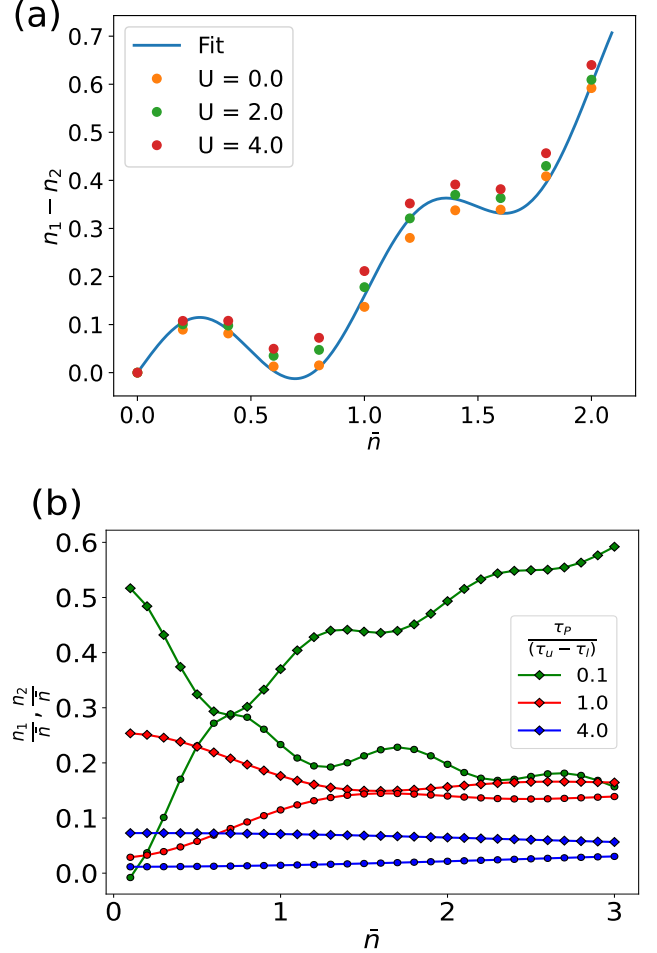 (a)
0.7
0.6
0.5
0.4
0.3
0.2
0.1
0.0
n₁ − n₂
Fit
U = 0.0
U = 2.0
U = 4.0
0.0 0.5 1.0 1.5 2.0
n̄
(b)
0.6
0.5
0.4
0.3
0.2
0.1
0.0
n₁/n̄, n₂/n̄
τ_P/(τ_u − τ_l)
0.1
1.0
4.0
0 1 2 3
n̄